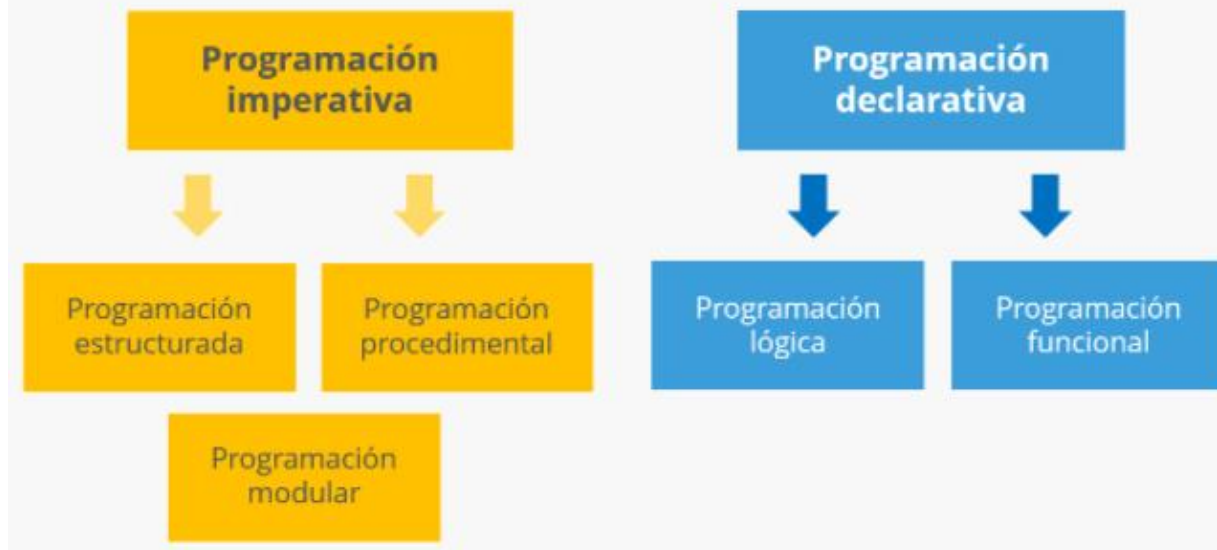 Programación
imperativa
Programación
declarativa
Programación
estructurada
Programación
procedimental
Programación
lógica
Programación
funcional
Programación
modular